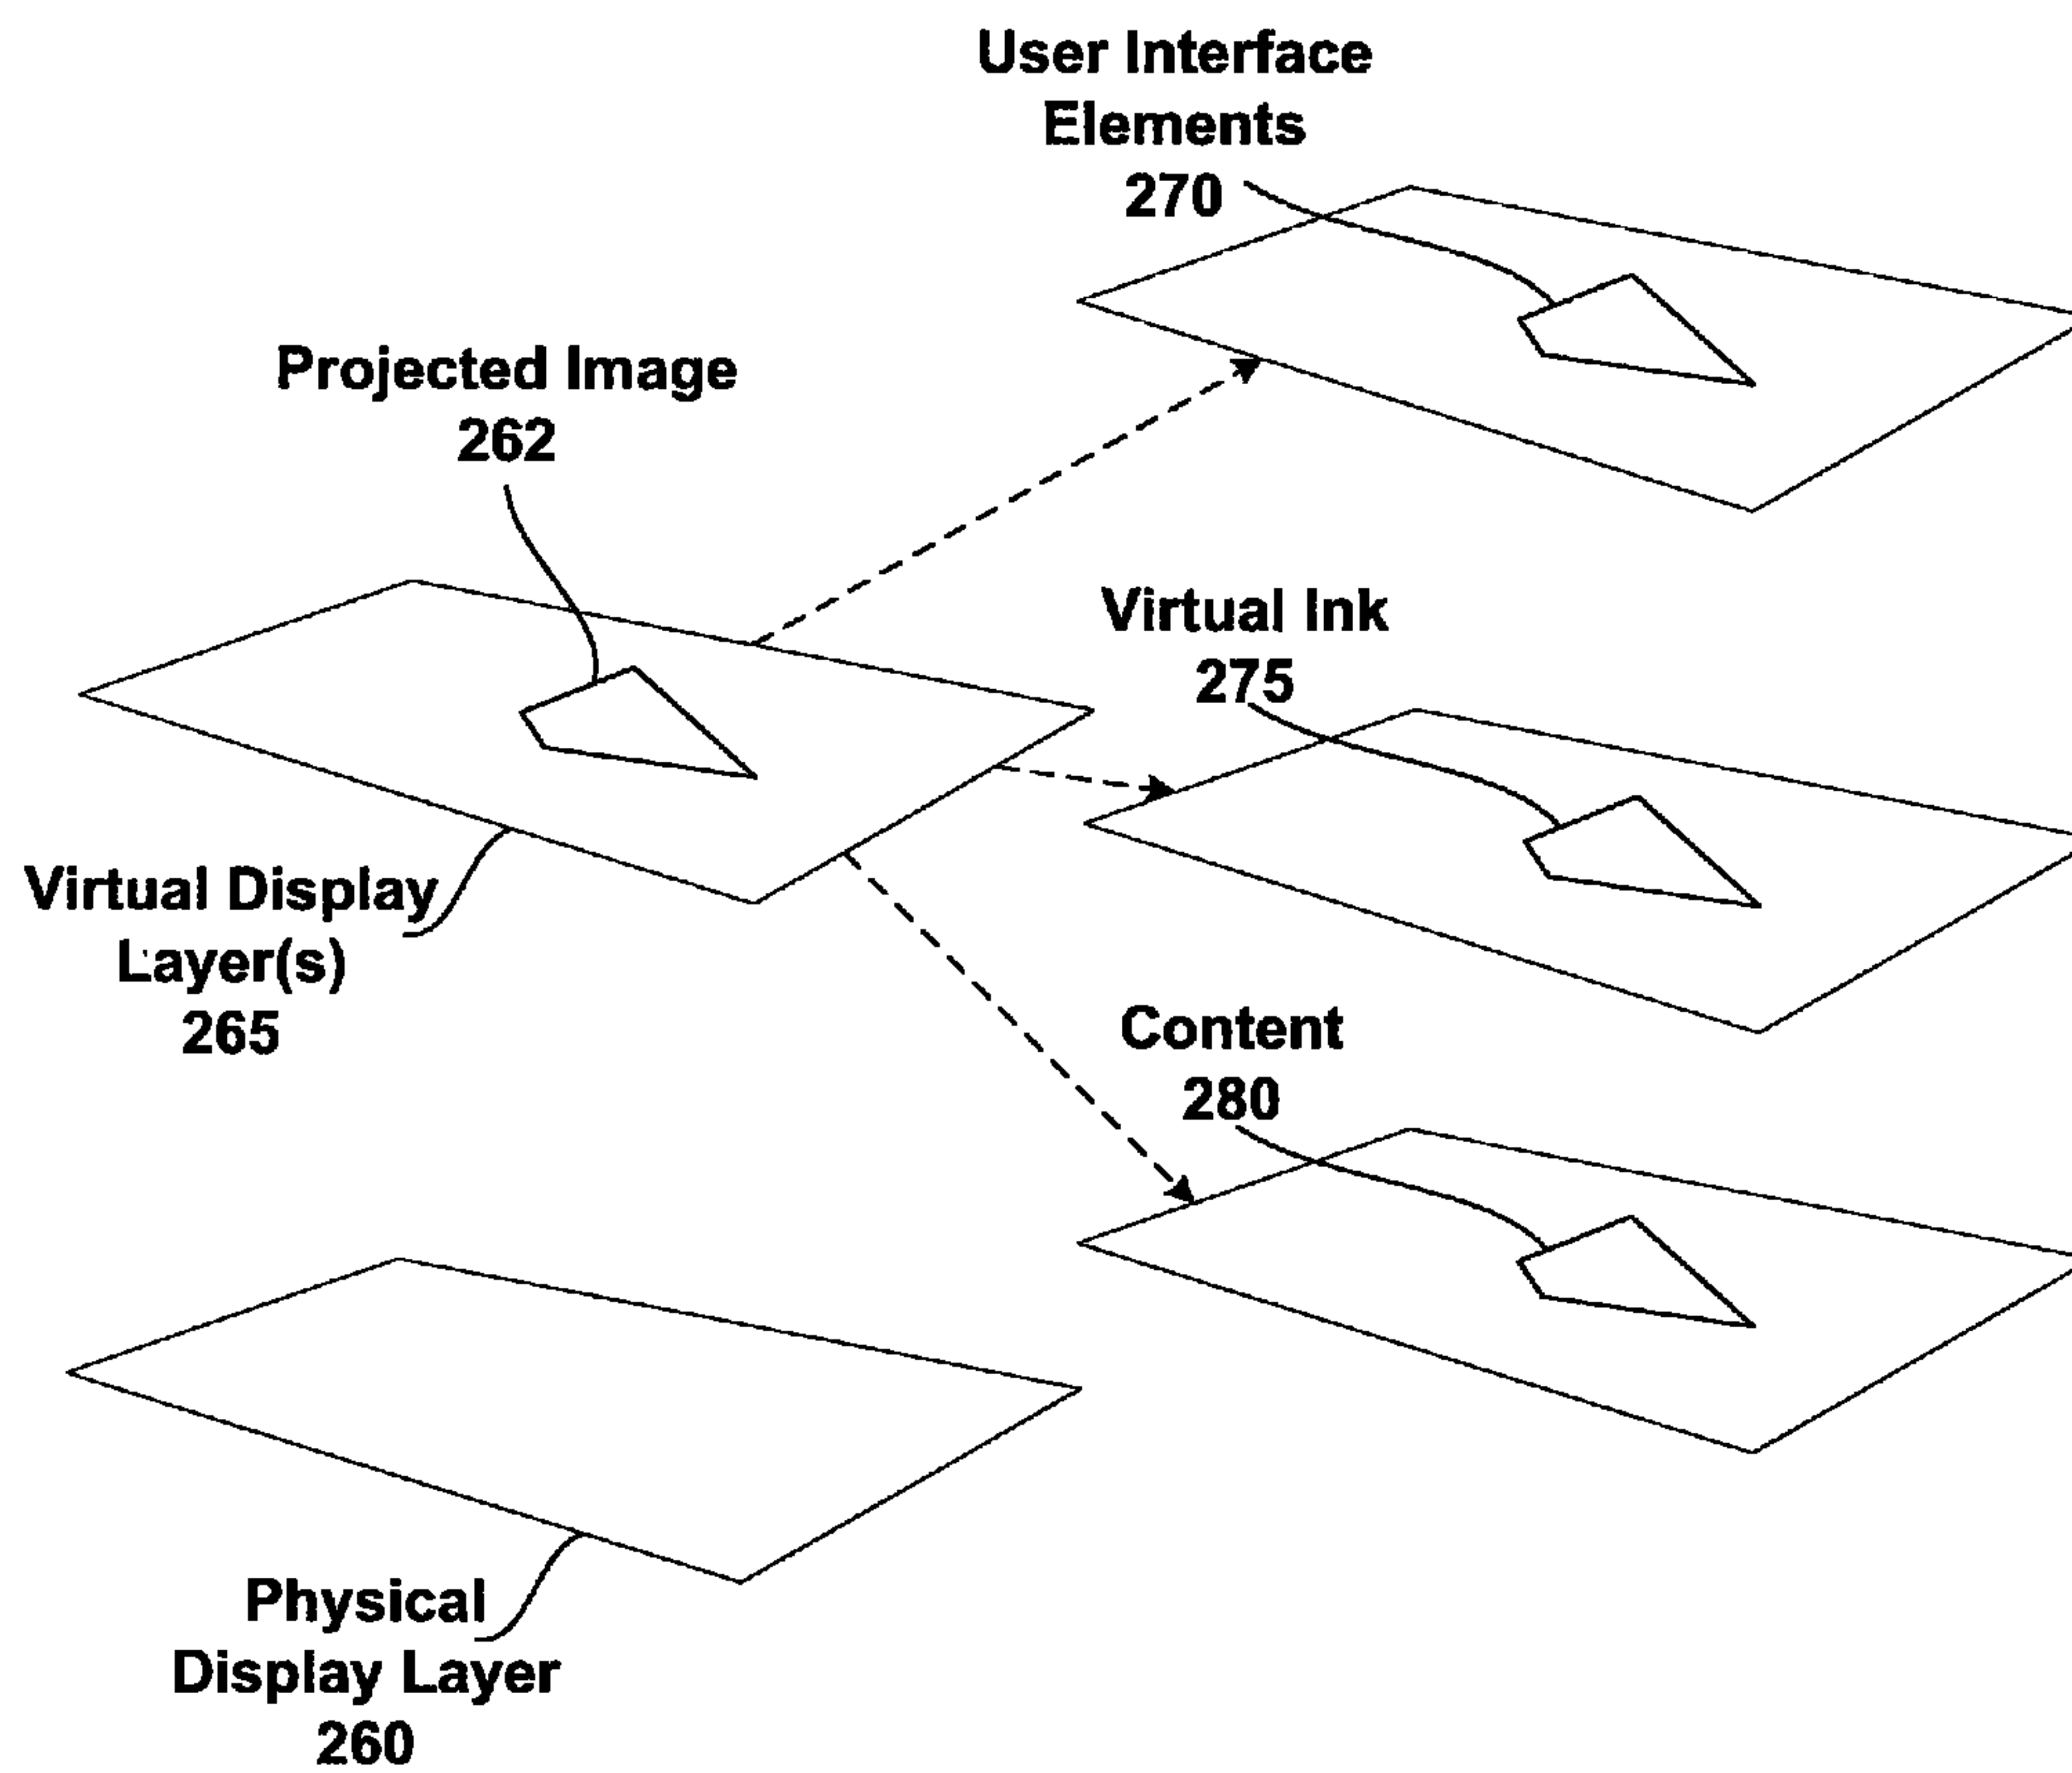 User Interface
Elements
270
Projected Image
262
Virtual Ink
275
Virtual Display
Layer(s)
265
Content
280
Physical
Display Layer
260